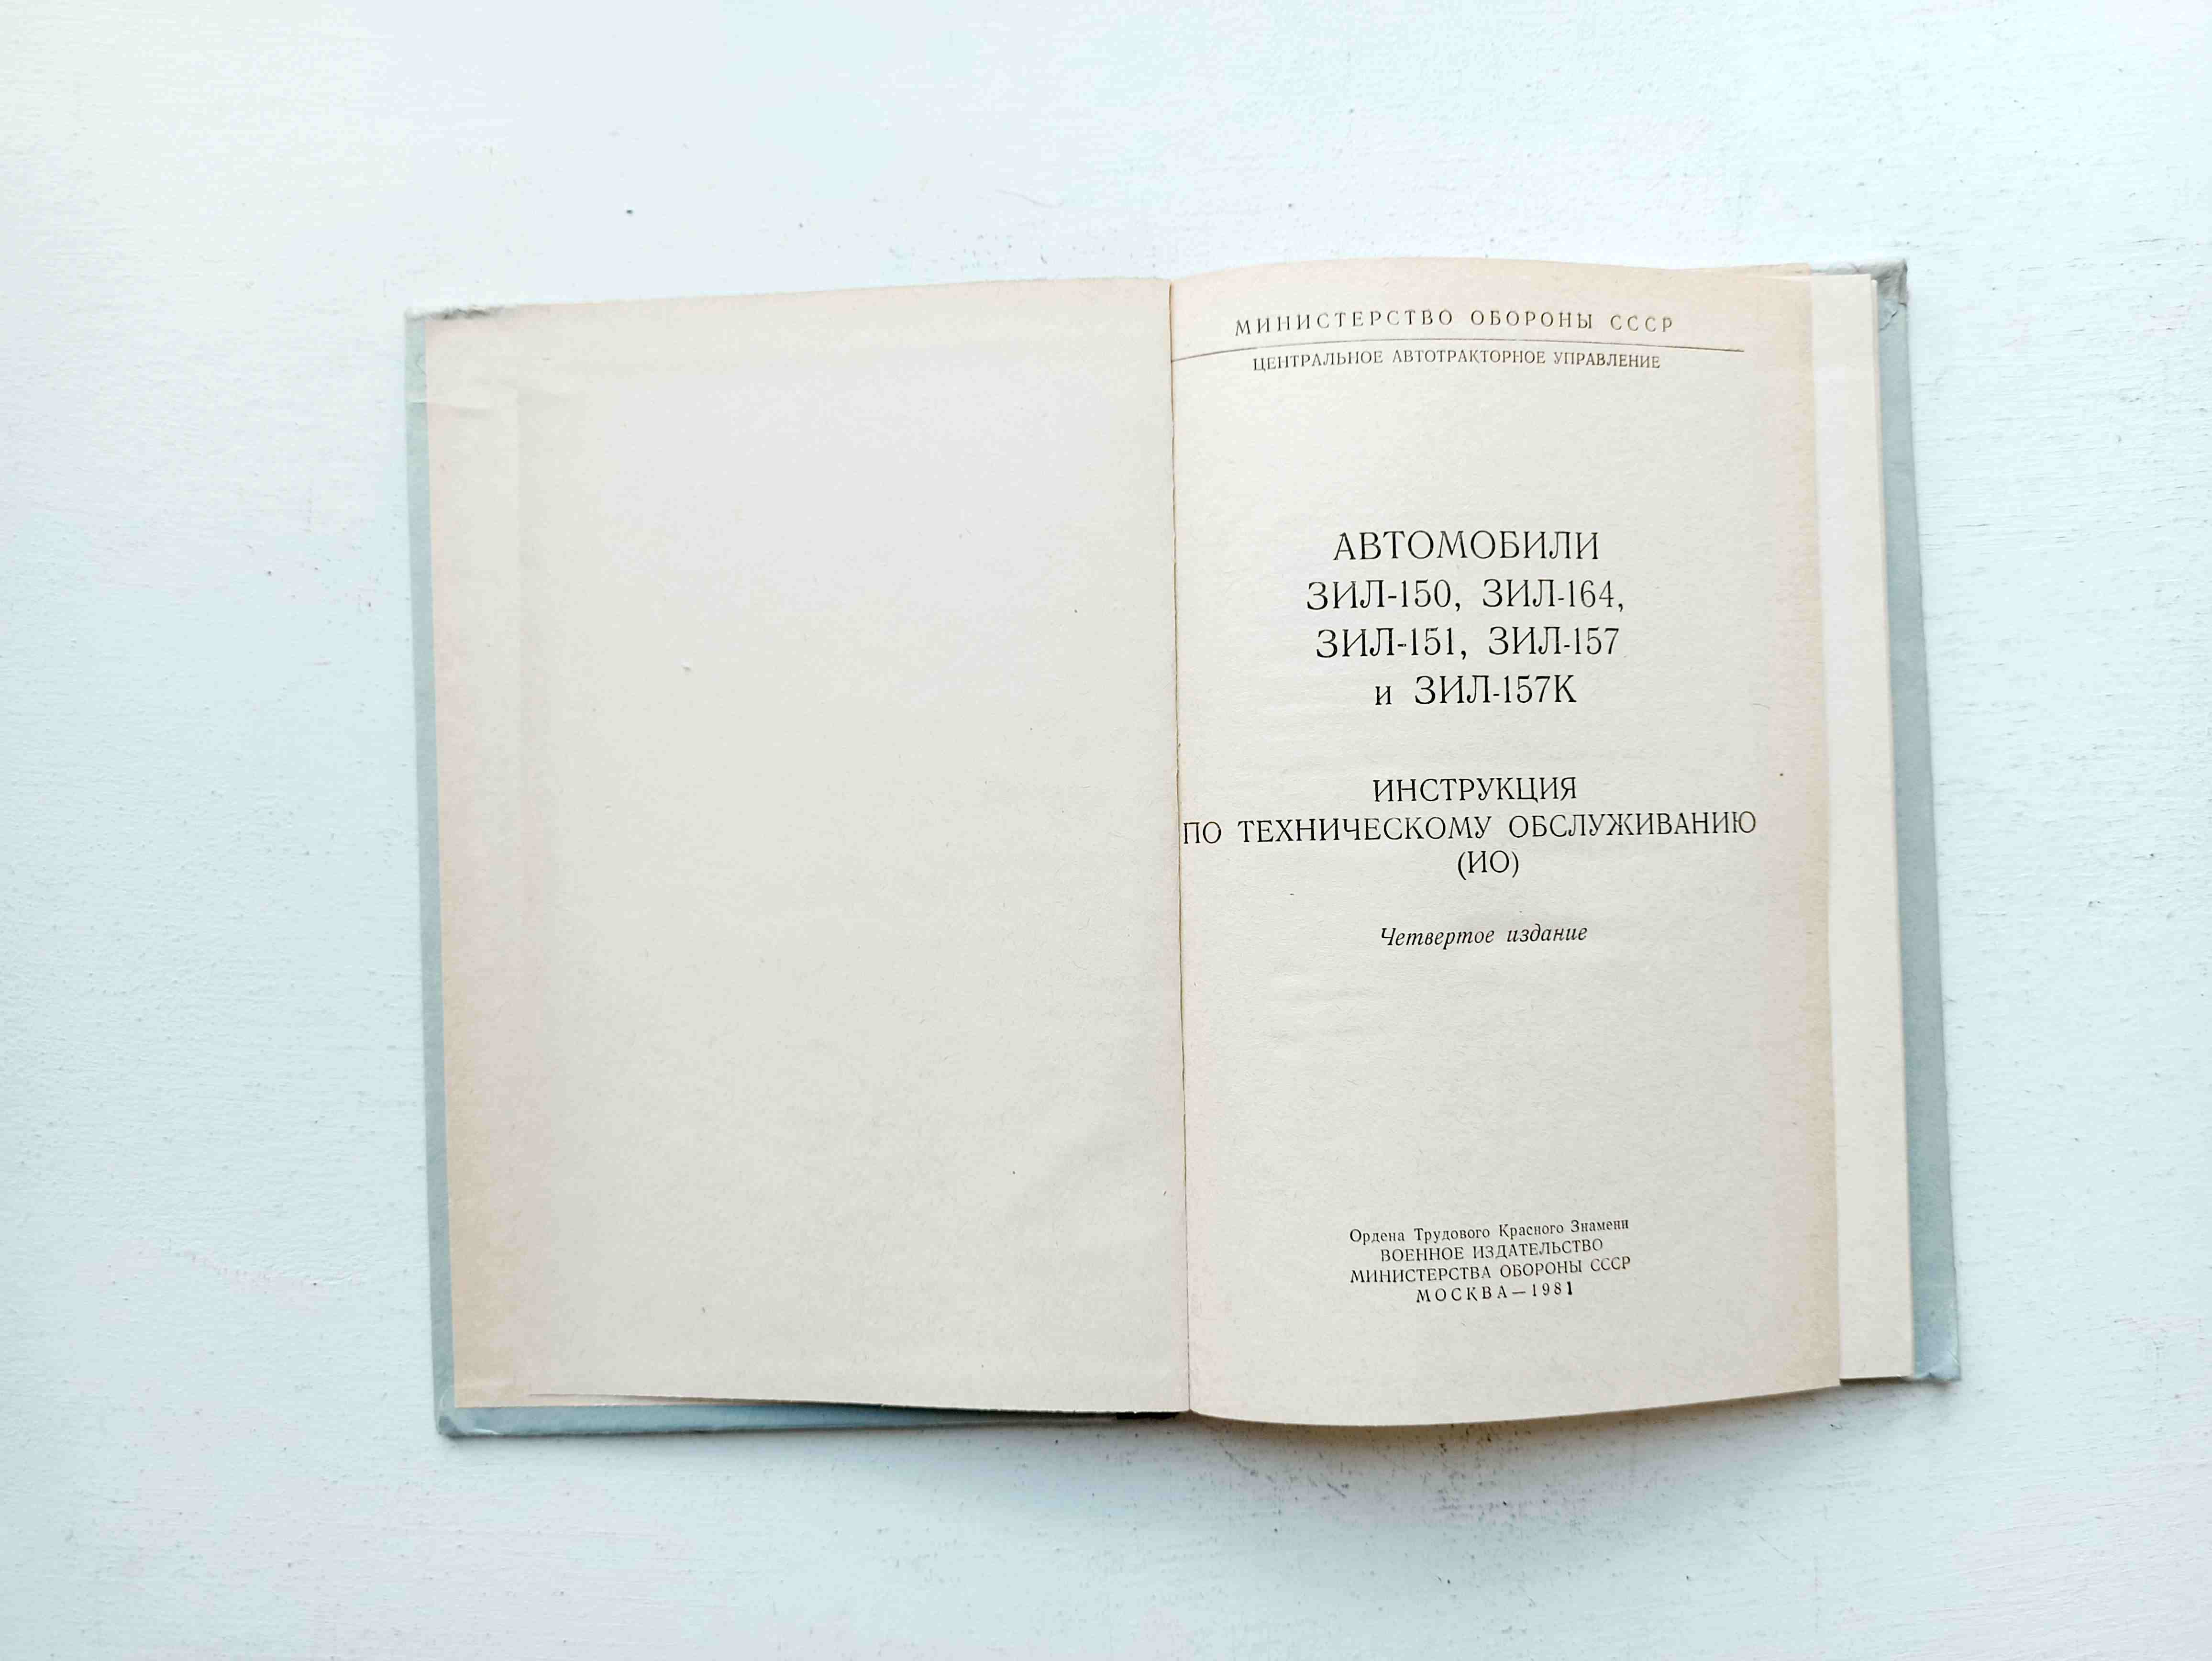 МИНИСТЕРСТВО ОБОРОНЫ СССР
ЦЕНТРАЛЬНОЕ АВТОТРАКТОРНОЕ УПРАВЛЕНИЕ
АВТОМОБИЛИ
ЗИЛ-150, ЗИЛ-164,
ЗИЛ-151, ЗИЛ-157
и ЗИЛ-157К
ИНСТРУКЦИЯ
ПО ТЕХНИЧЕСКОМУ ОБСЛУЖИВАНИЮ
(ИО)
Четвертое издание
Ордена Трудового Красного Знамени
ВОЕННОЕ ИЗДАТЕЛЬСТВО
МИНИСТЕРСТВА ОБОРОНЫ СССР
МОСКВА — 1981